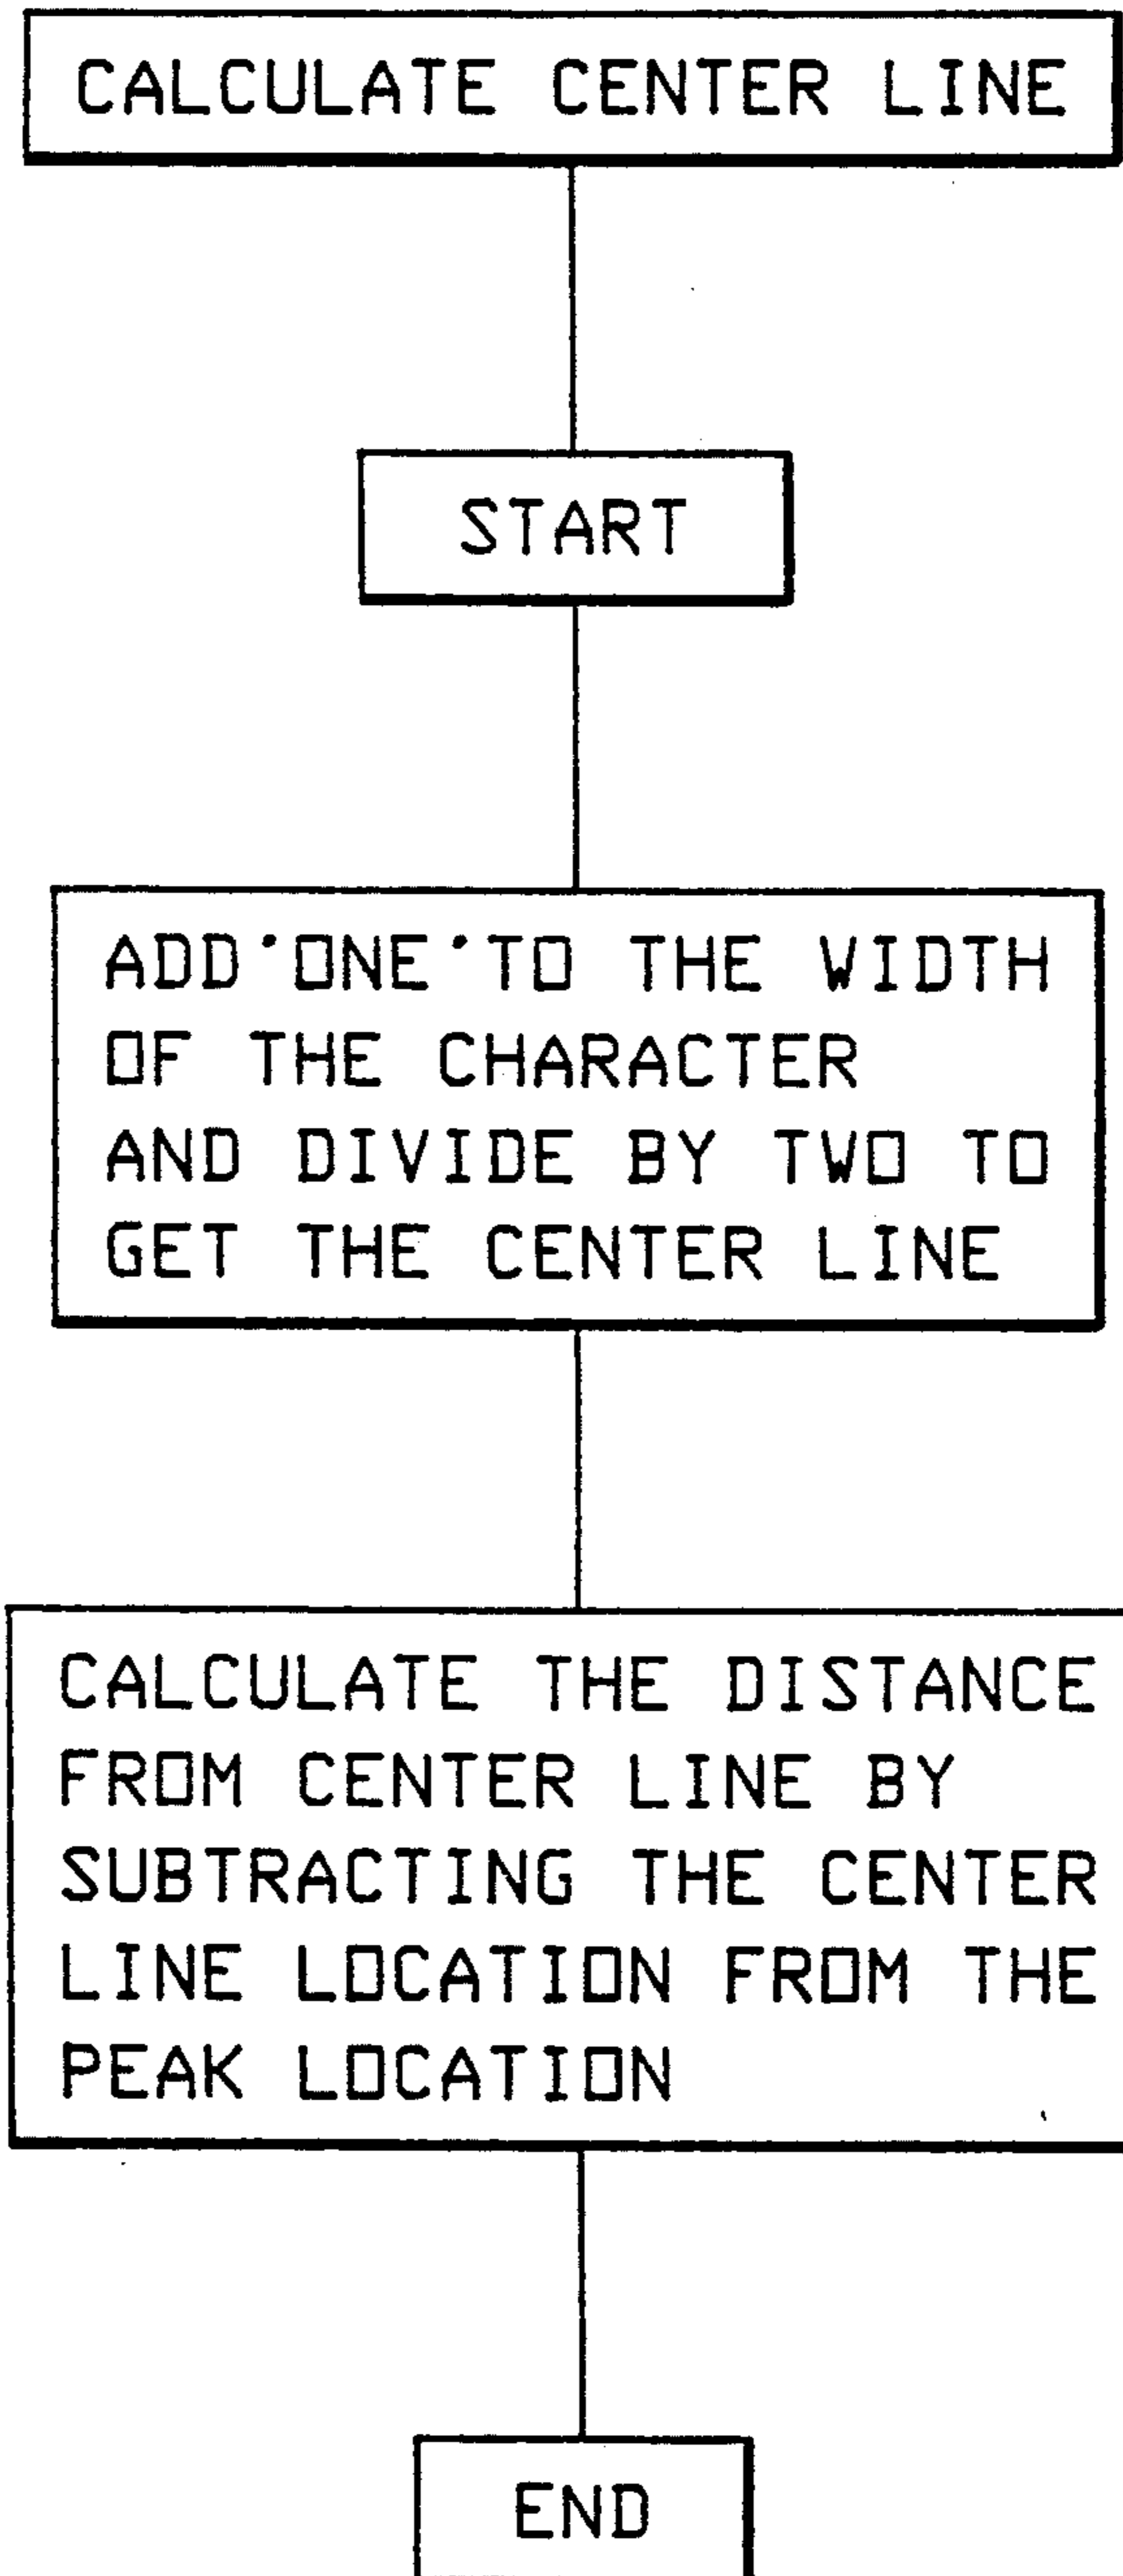 CALCULATE CENTER LINE
START
ADD'ONE'TO THE WIDTH
OF THE CHARACTER
AND DIVIDE BY TWO TO
GET THE CENTER LINE
CALCULATE THE DISTANCE
FROM CENTER LINE BY
SUBTRACTING THE CENTER
LINE LOCATION FROM THE
PEAK LOCATION
END